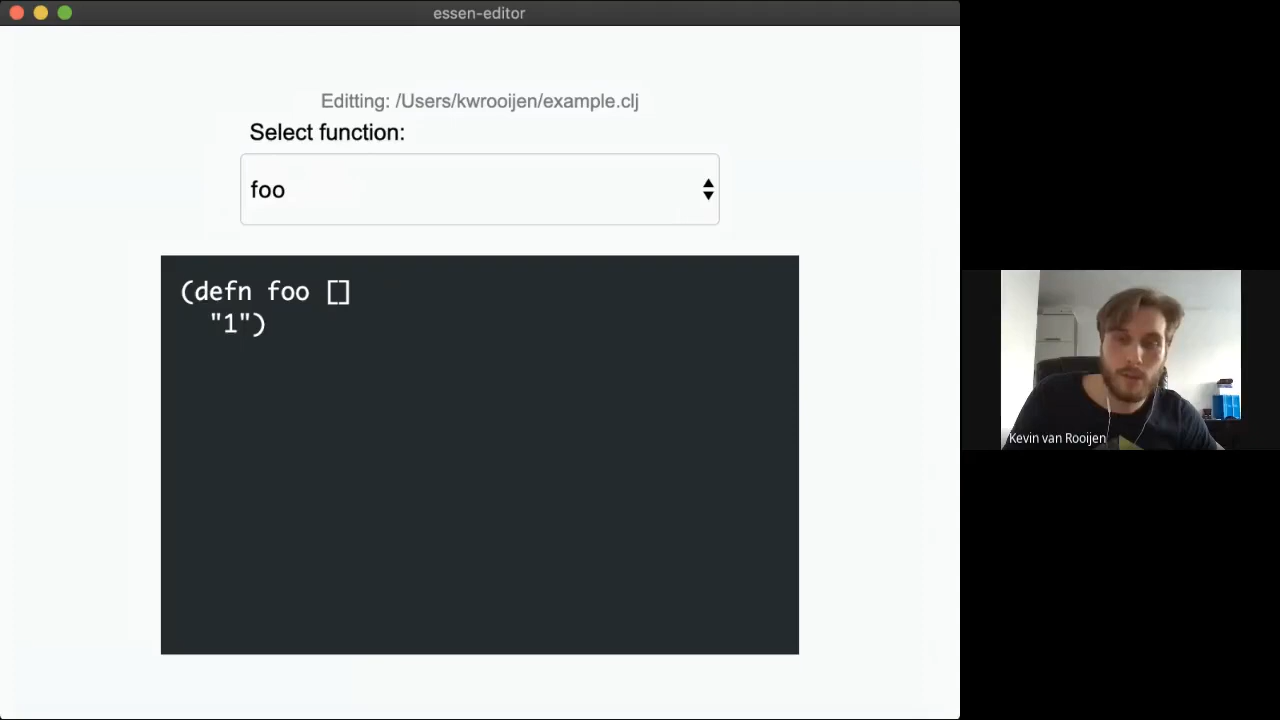 essen-editor
Editting: /Users/kwrooijen/example.clj
Select function:
foo
(defn foo []
  "1")
Kevin van Rooijen